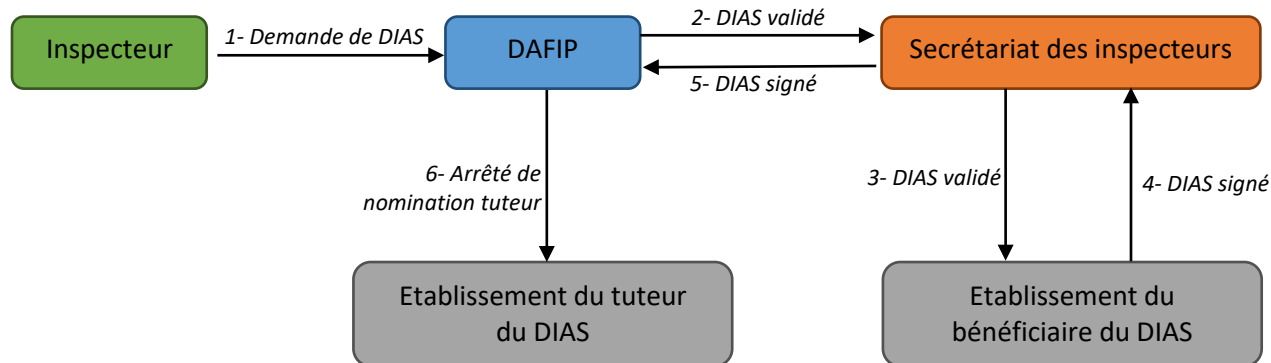 Inspecteur
1- Demande de DIAS
DAFIP
2- DIAS validé
5- DIAS signé
Secrétariat des inspecteurs
6- Arrêté de
nomination tuteur
3- DIAS validé
4- DIAS signé
Etablissement du tuteur
du DIAS
Etablissement du
bénéficiaire du DIAS